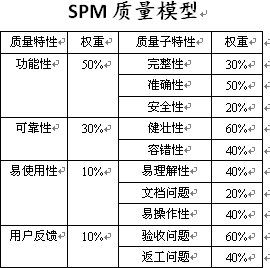 SPM 质量模型
质量特性 权重 质量子特性 权重
功能性 50% 完整性 30%
准确性 50%
安全性 20%
可靠性 30% 健壮性 60%
容错性 40%
易使用性 10% 易理解性 40%
文档问题 20%
易操作性 40%
用户反馈 10% 验收问题 60%
返工问题 40%